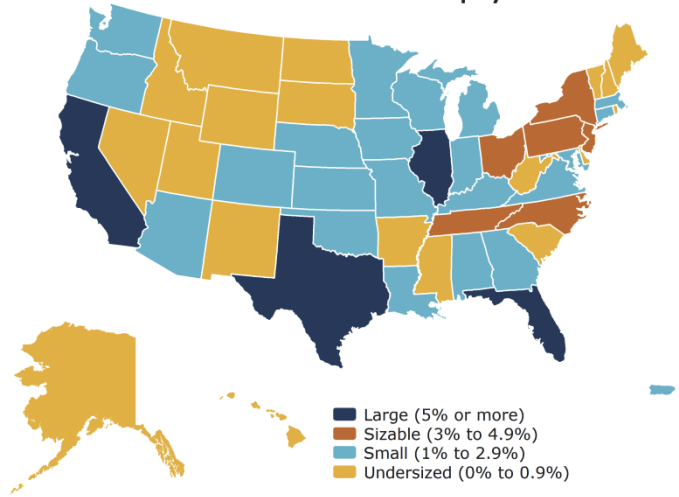 Large (5% or more)
Sizable (3% to 4.9%)
Small (1% to 2.9%)
Undersized (0% to 0.9%)